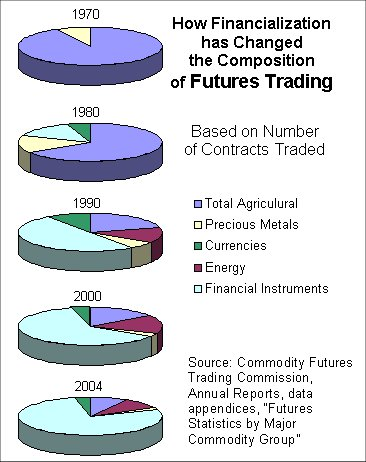 1970
How Financialization
has Changed
the Composition
of Futures Trading
1980
Based on Number
of Contracts Traded
1990
Total Agriculural
Precious Metals
Currencies
Energy
Financial Instruments
2000
2004
Source: Commodity Futures
Trading Commission,
Annual Reports, data
appendices, "Futures
Statistics by Major
Commodity Group"